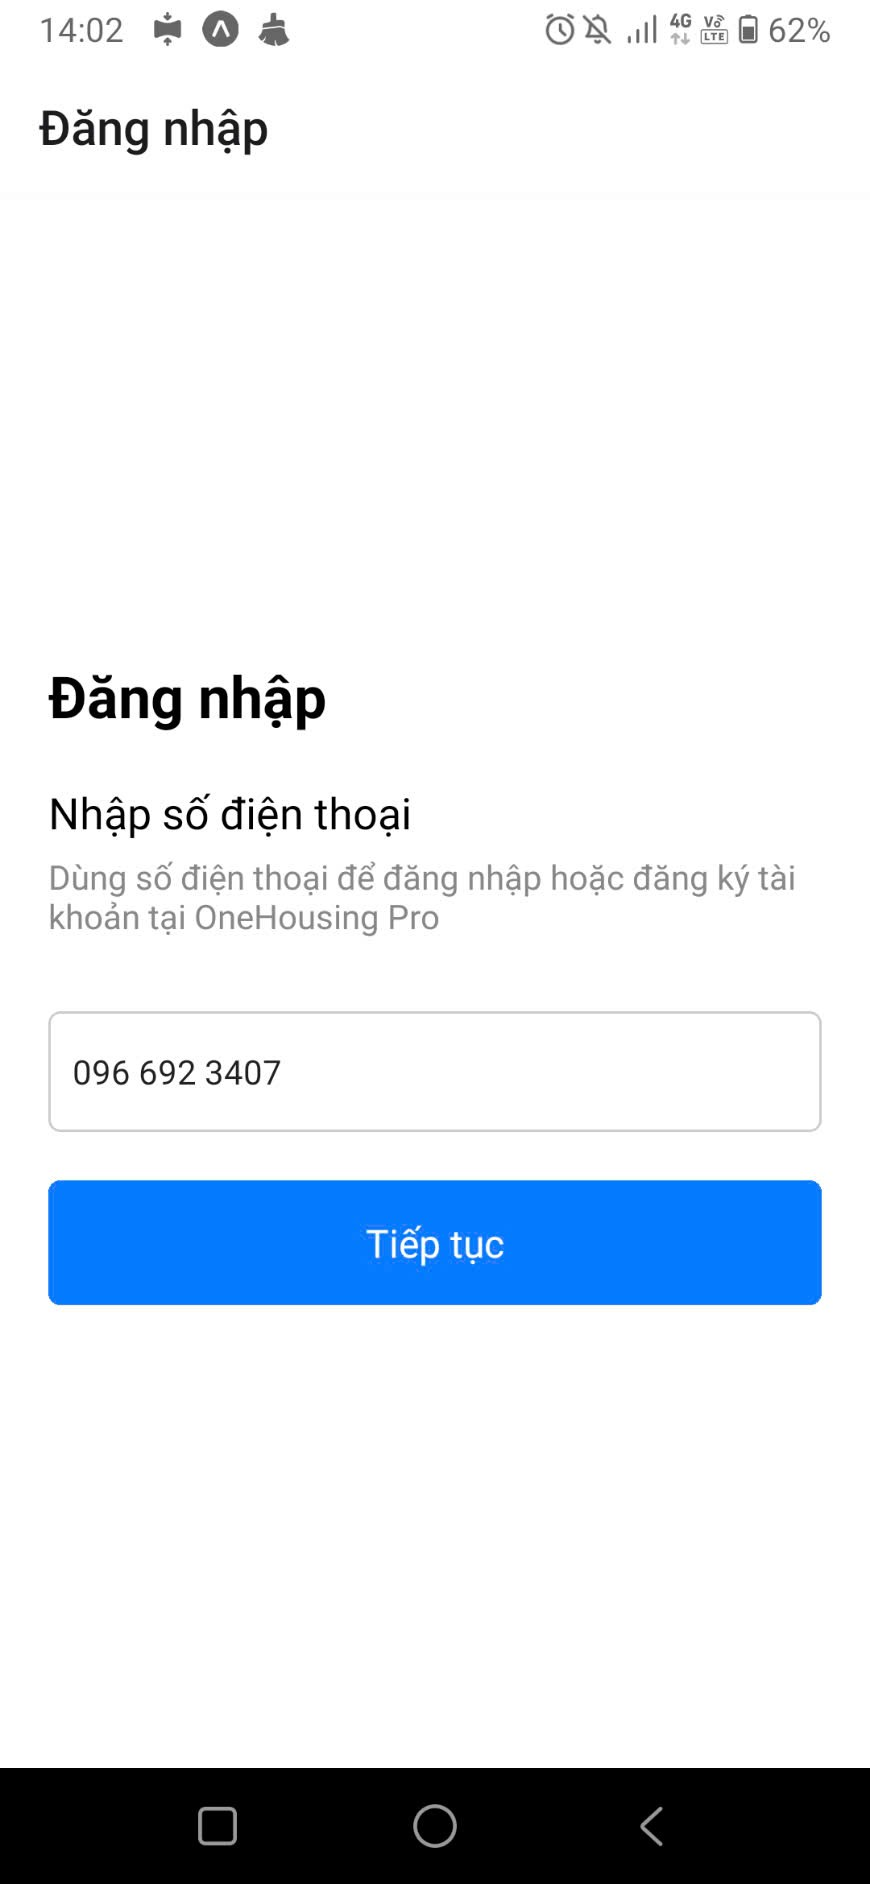 14:02
4G
Vo
LTE
62%
Đăng nhập
Đăng nhập
Nhập số điện thoại
Dùng số điện thoại để đăng nhập hoặc đăng ký tài
khoản tại OneHousing Pro
096 692 3407
Tiếp tục